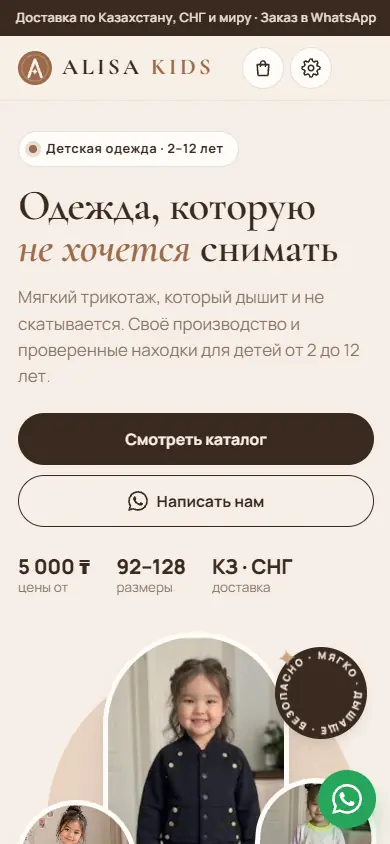 Доставка по Казахстану, СНГ и миру · Заказ в WhatsApp
ALISA KIDS
Детская одежда · 2–12 лет
Одежда, которую
не хочется снимать
Мягкий трикотаж, который дышит и не
скатывается. Своё производство и
проверенные находки для детей от 2 до 12
лет.
Смотреть каталог
Написать нам
5 000 ₸ 92–128 КЗ · СНГ
цены от размеры доставка
МЯГКО · ДЫШАЩЕ · БЕЗОПАСНО ·